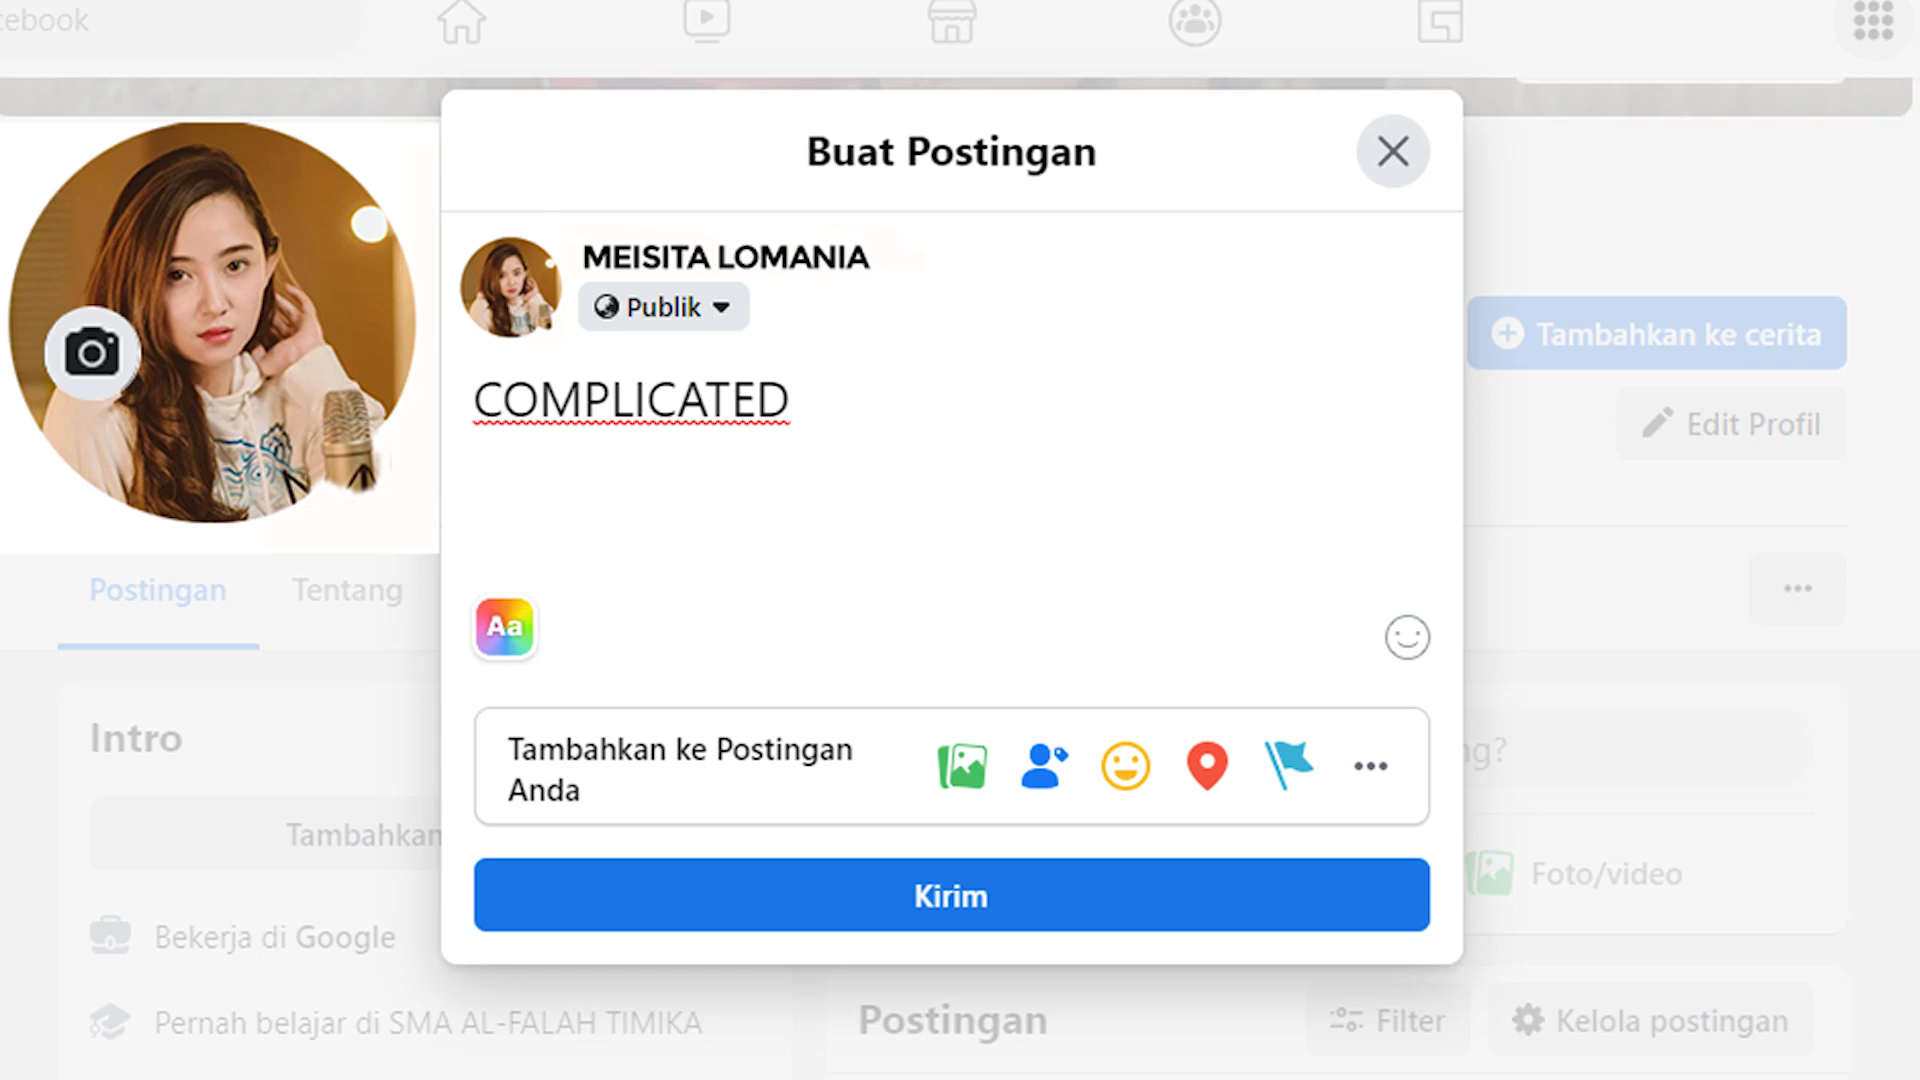 cebook
Buat Postingan
MEISITA LOMANIA
Publik
Tambahkan ke cerita
Edit Profil
COMPLICATED
Postingan
Tentang
Aa
Intro
Tambahkan ke Postingan
Anda
g?
Tambahkan
Foto/video
Kirim
Bekerja di Google
Pernah belajar di SMA AL-FALAH TIMIKA
Postingan
Filter
Kelola postingan